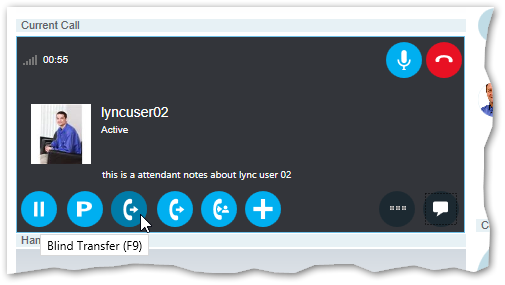 Current Call
00:55
lyncuser02
Active
this is a attendant notes about lync user 02
P
Blind Transfer (F9)